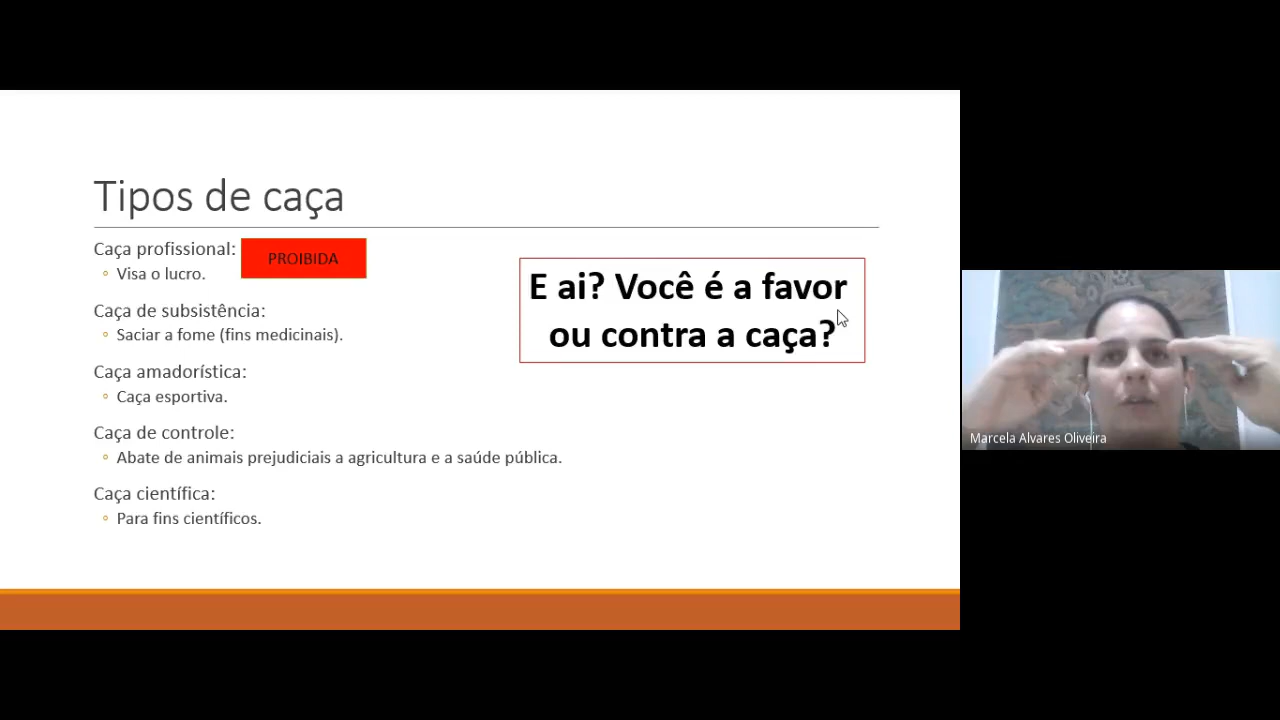 Tipos de caça
Caça profissional:
PROIBIDA
◦ Visa o lucro.
Caça de subsistência:
◦ Saciar a fome (fins medicinais).
Caça amadorística:
◦ Caça esportiva.
Caça de controle:
◦ Abate de animais prejudiciais a agricultura e a saúde pública.
Caça científica:
◦ Para fins científicos.
E ai? Você é a favor
ou contra a caça?
Marcela Alvares Oliveira